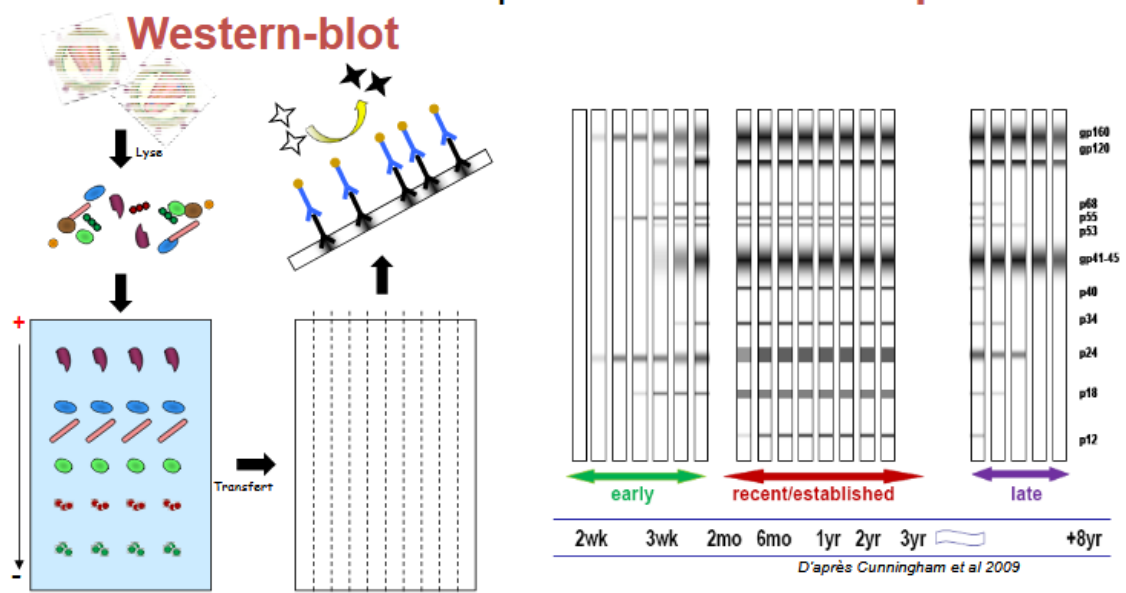 Western-blot
Lyse
+
-
Transfert
gp160
gp120
p68
p55
p53
gp41-45
p40
p34
p24
p18
p12
early
recent/established
late
2wk 3wk 2mo 6mo 1yr 2yr 3yr +8yr
D'après Cunningham et al 2009